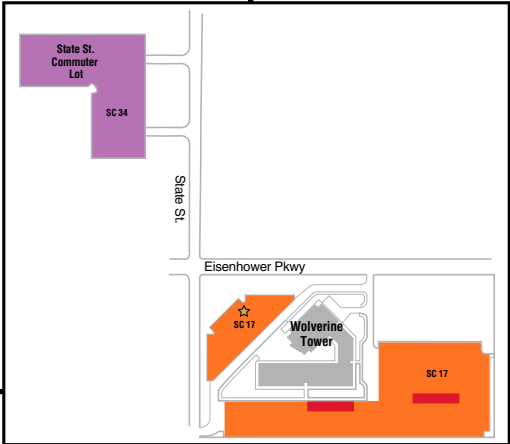 State St.
Commuter
Lot
SC 34
State St.
Eisenhower Pkwy
SC 17
Wolverine
Tower
SC 17